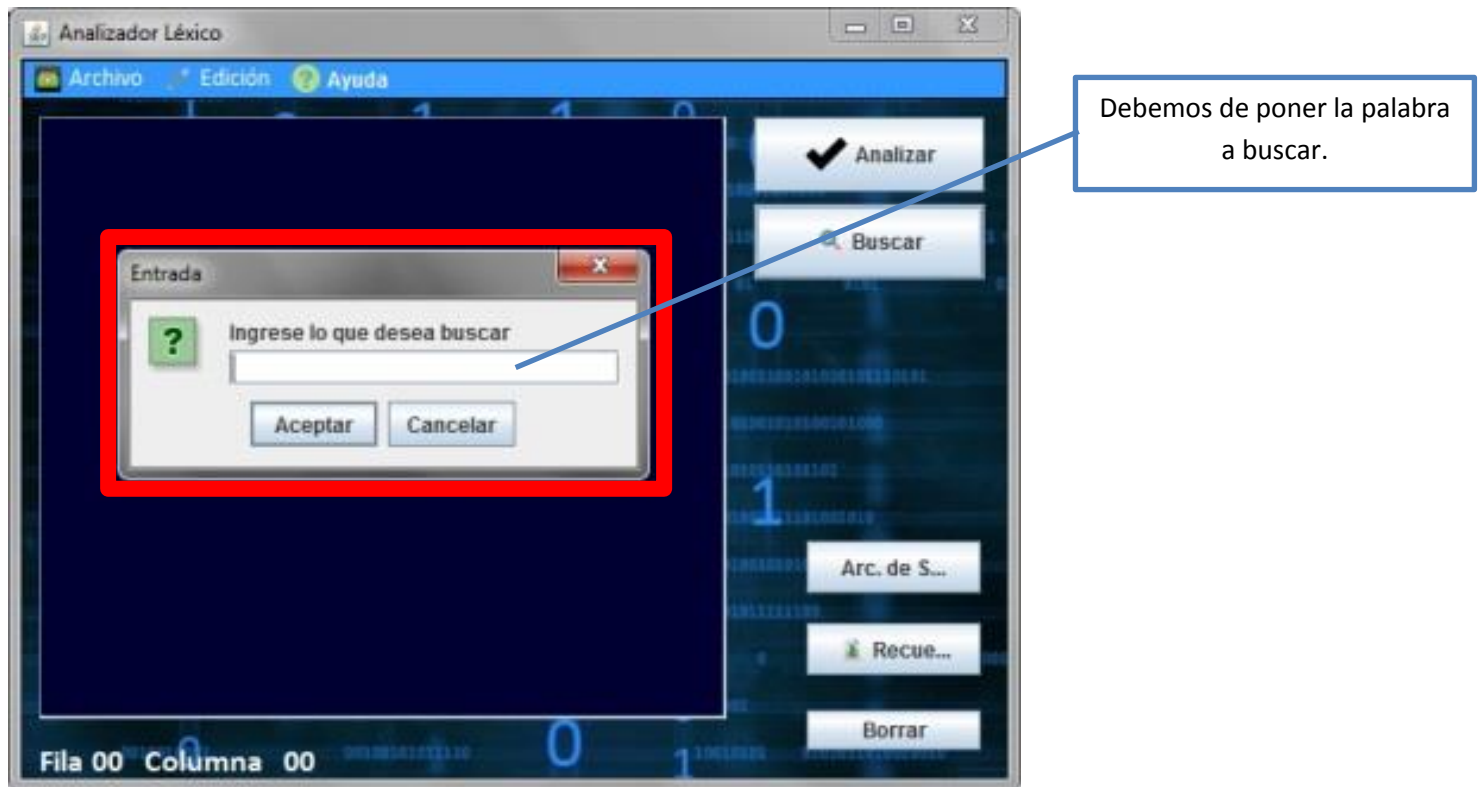 Analizador Léxico
Archivo Edición Ayuda
Debemos de poner la palabra
a buscar.
Analizar
Buscar
Entrada
Ingrese lo que desea buscar
Aceptar Cancelar
Arc. de S...
Recue...
Borrar
Fila 00 Columna 00